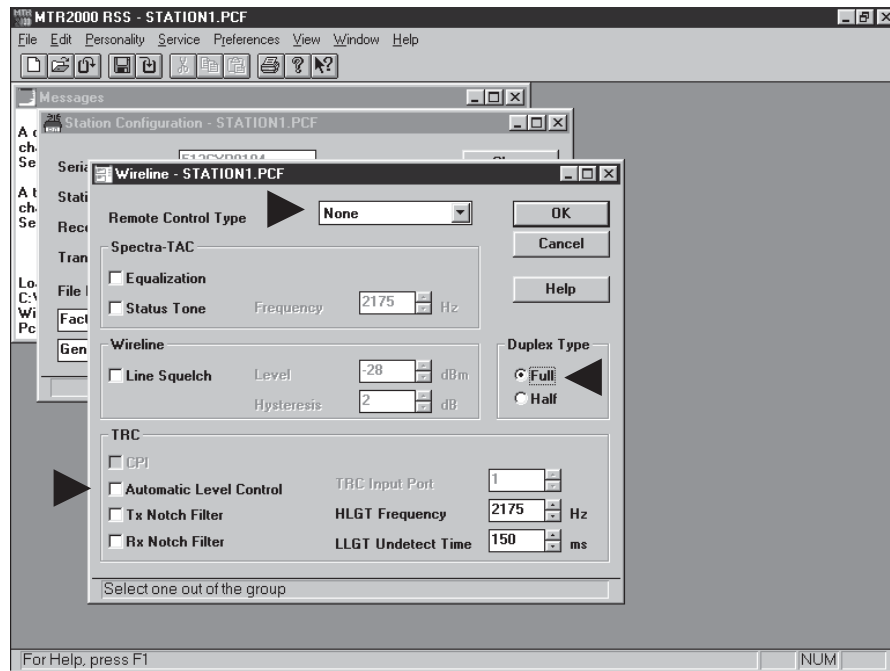 MTR2000 RSS - STATION1.PCF
File Edit Personality Service Preferences View Window Help
Messages
Station Configuration - STATION1.PCF
Wireline - STATION1.PCF
Remote Control Type None OK
Cancel
Help
Spectra-TAC
Equalization
Status Tone Frequency 2175 Hz
Wireline
Line Squelch Level -28 dBm
Hysteresis 2 dB
Duplex Type
Full
Half
TRC
CPI
Automatic Level Control TRC Input Port 1
Tx Notch Filter HLGT Frequency 2175 Hz
Rx Notch Filter LLGT Undetect Time 150 ms
Select one out of the group
For Help, press F1 NUM